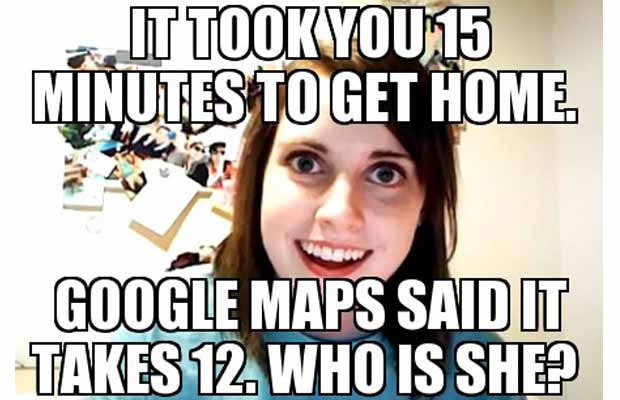 IT TOOK YOU 15
MINUTES TO GET HOME.
GOOGLE MAPS SAID IT
TAKES 12. WHO IS SHE?